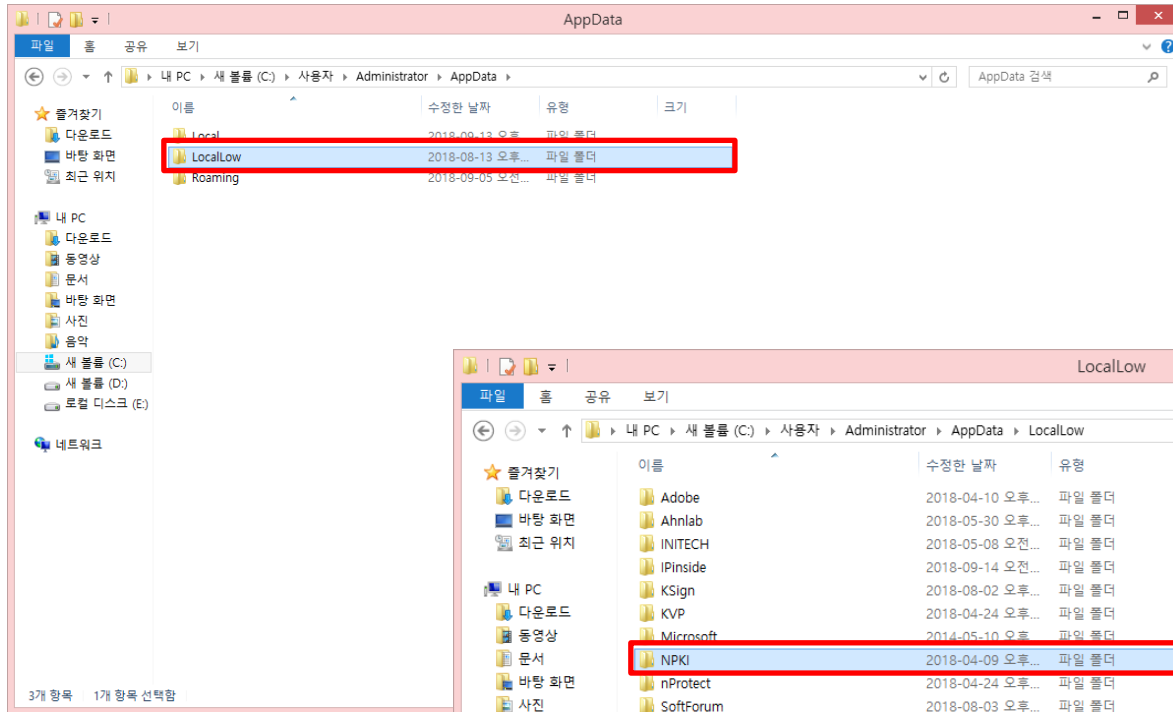 AppData
파일 홈 공유 보기
내 PC 새 볼륨 (C:) 사용자 Administrator AppData
AppData 검색
이름 수정한 날짜 유형 크기
Local 2018-09-13 오후... 파일 폴더
LocalLow 2018-08-13 오후... 파일 폴더
Roaming 2018-09-05 오전... 파일 폴더
즐겨찾기
다운로드
바탕 화면
최근 위치
내 PC
다운로드
동영상
문서
바탕 화면
사진
음악
새 볼륨 (C:)
새 볼륨 (D:)
로컬 디스크 (E:)
네트워크
3개 항목 1개 항목 선택함
LocalLow
파일 홈 공유 보기
내 PC 새 볼륨 (C:) 사용자 Administrator AppData LocalLow
이름 수정한 날짜 유형
즐겨찾기
다운로드
바탕 화면
최근 위치
내 PC
다운로드
동영상
문서
바탕 화면
사진
Adobe 2018-04-10 오후... 파일 폴더
Ahnlab 2018-05-30 오후... 파일 폴더
INITECH 2018-05-08 오전... 파일 폴더
IPinside 2018-09-14 오전... 파일 폴더
KSign 2018-08-02 오후... 파일 폴더
KVP 2018-04-24 오후... 파일 폴더
Microsoft 2014-05-10 오후... 파일 폴더
NPKI 2018-04-09 오후... 파일 폴더
nProtect 2018-04-24 오후... 파일 폴더
SoftForum 2018-08-03 오후... 파일 폴더